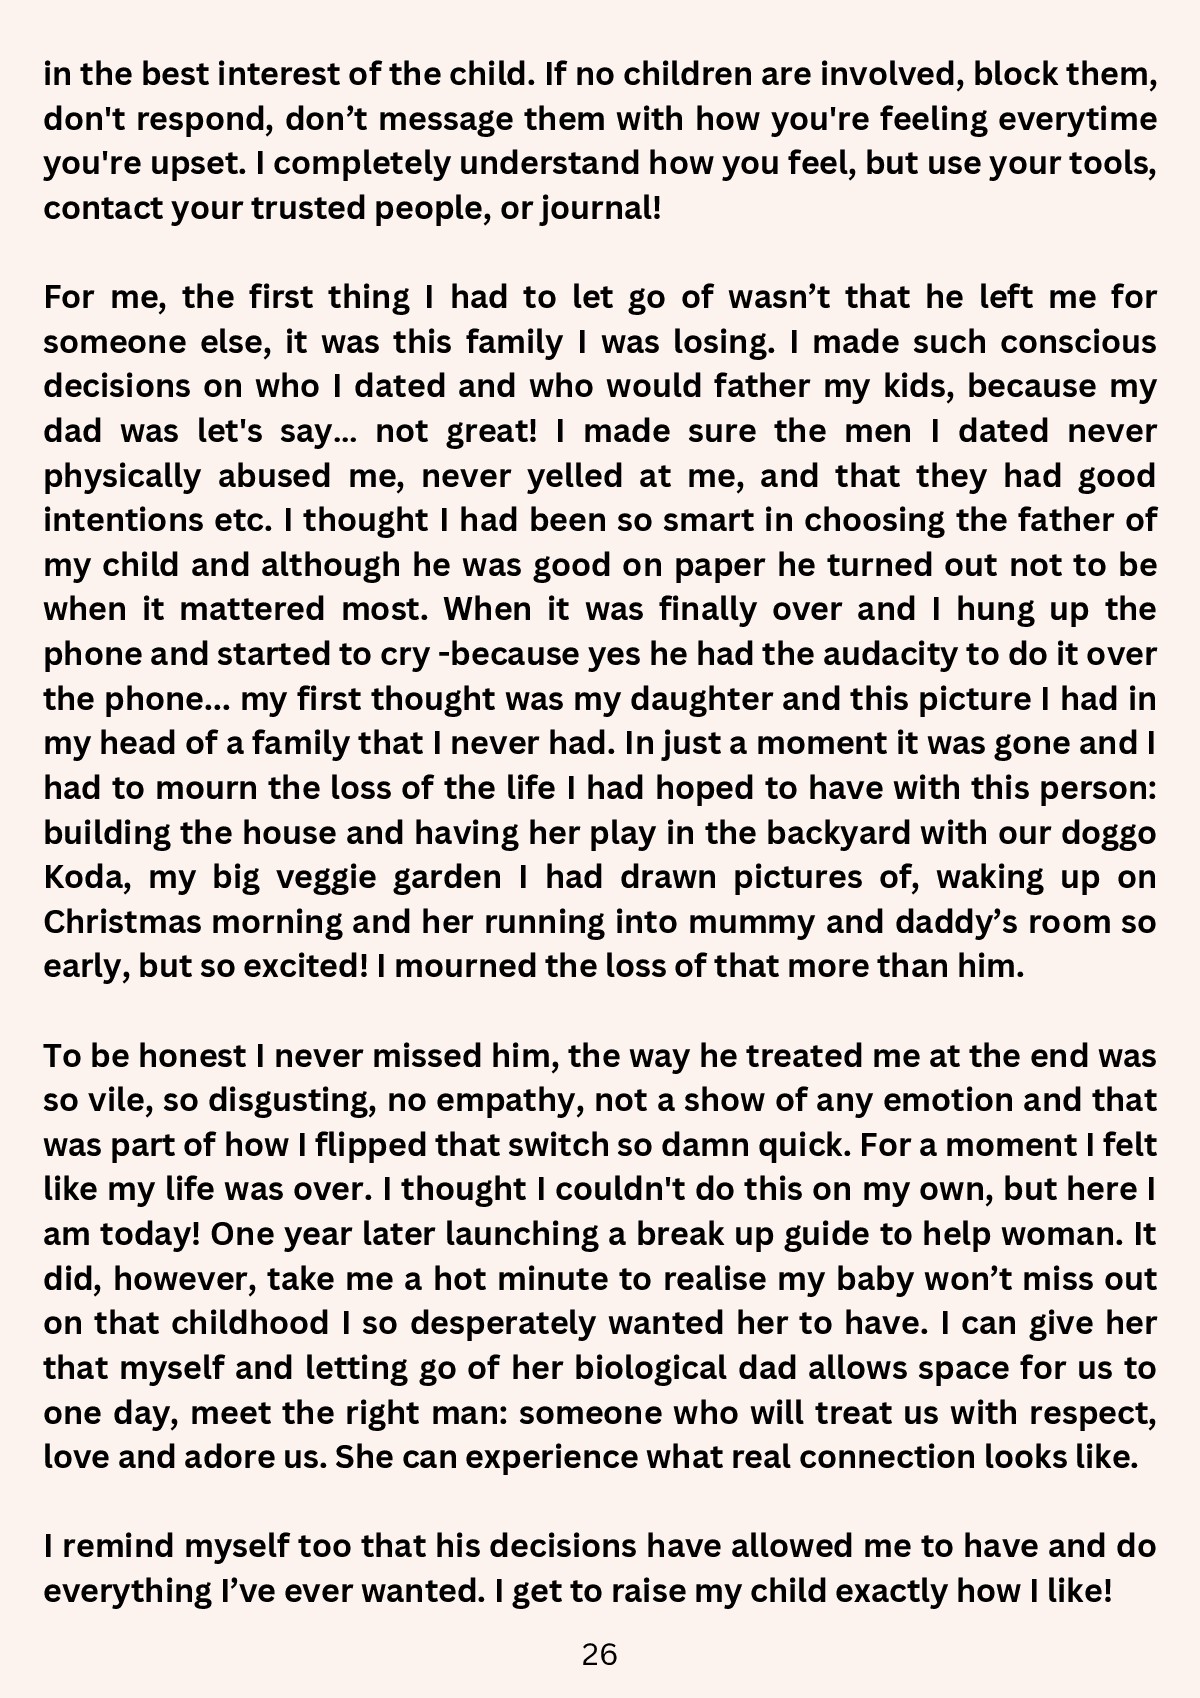 in the best interest of the child. If no children are involved, block them,
don't respond, don’t message them with how you're feeling everytime
you're upset. I completely understand how you feel, but use your tools,
contact your trusted people, or journal!
For me, the first thing I had to let go of wasn’t that he left me for
someone else, it was this family I was losing. I made such conscious
decisions on who I dated and who would father my kids, because my
dad was let's say... not great! I made sure the men I dated never
physically abused me, never yelled at me, and that they had good
intentions etc. I thought I had been so smart in choosing the father of
my child and although he was good on paper he turned out not to be
when it mattered most. When it was finally over and I hung up the
phone and started to cry -because yes he had the audacity to do it over
the phone... my first thought was my daughter and this picture I had in
my head of a family that I never had. In just a moment it was gone and I
had to mourn the loss of the life I had hoped to have with this person:
building the house and having her play in the backyard with our doggo
Koda, my big veggie garden I had drawn pictures of, waking up on
Christmas morning and her running into mummy and daddy’s room so
early, but so excited! I mourned the loss of that more than him.
To be honest I never missed him, the way he treated me at the end was
so vile, so disgusting, no empathy, not a show of any emotion and that
was part of how I flipped that switch so damn quick. For a moment I felt
like my life was over. I thought I couldn't do this on my own, but here I
am today! One year later launching a break up guide to help woman. It
did, however, take me a hot minute to realise my baby won’t miss out
on that childhood I so desperately wanted her to have. I can give her
that myself and letting go of her biological dad allows space for us to
one day, meet the right man: someone who will treat us with respect,
love and adore us. She can experience what real connection looks like.
I remind myself too that his decisions have allowed me to have and do
everything I’ve ever wanted. I get to raise my child exactly how I like!
26